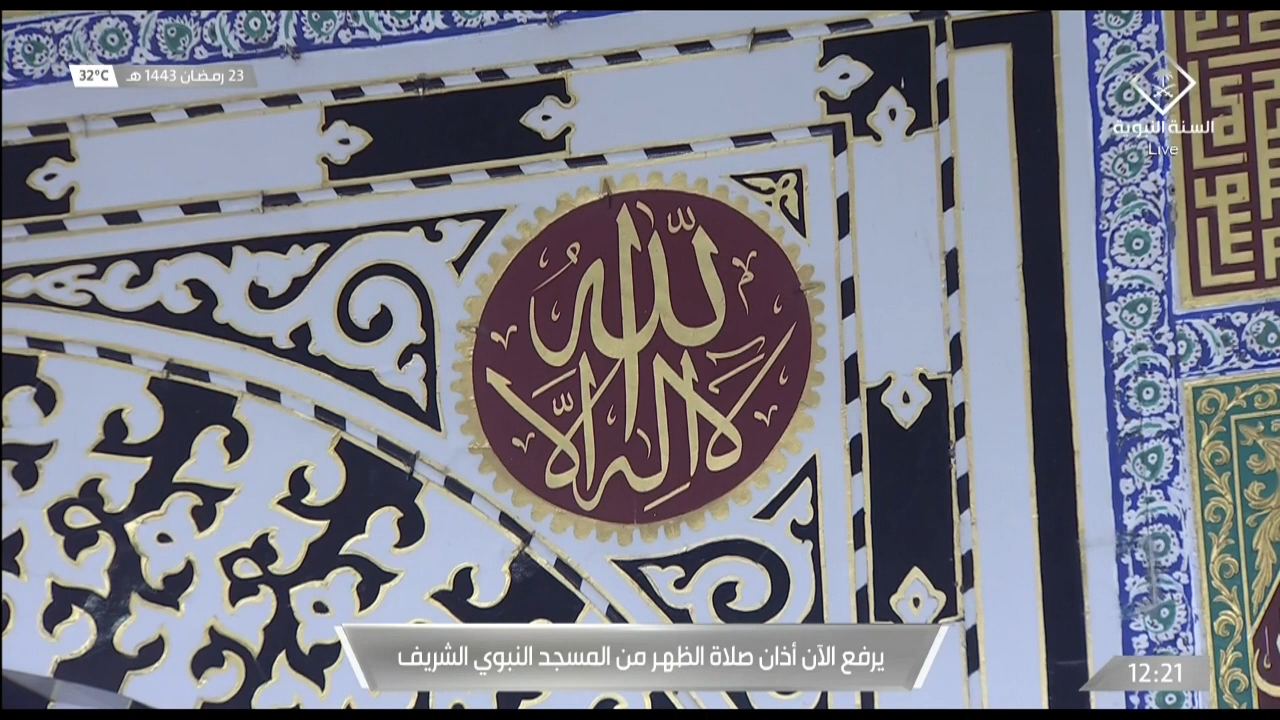 32°C
23 رمضان 1443 هـ
السنة النبوية
Live
لا إله إلا الله
يرفع الآن أذان صلاة الظهر من المسجد النبوي الشريف
12:21